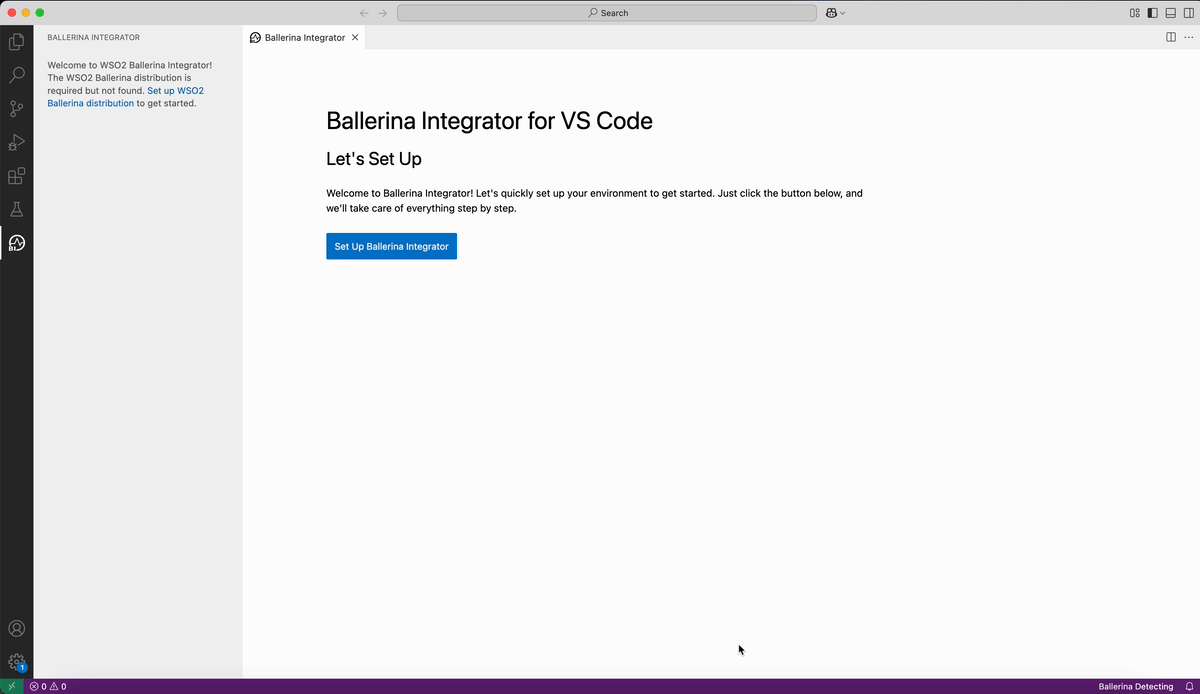 Search
BALLERINA INTEGRATOR
Welcome to WSO2 Ballerina Integrator!
The WSO2 Ballerina distribution is
required but not found. Set up WSO2
Ballerina distribution to get started.
Ballerina Integrator
Ballerina Integrator for VS Code
Let's Set Up
Welcome to Ballerina Integrator! Let's quickly set up your environment to get started. Just click the button below, and
we’ll take care of everything step by step.
Set Up Ballerina Integrator
BI
1
0 0
Ballerina Detecting